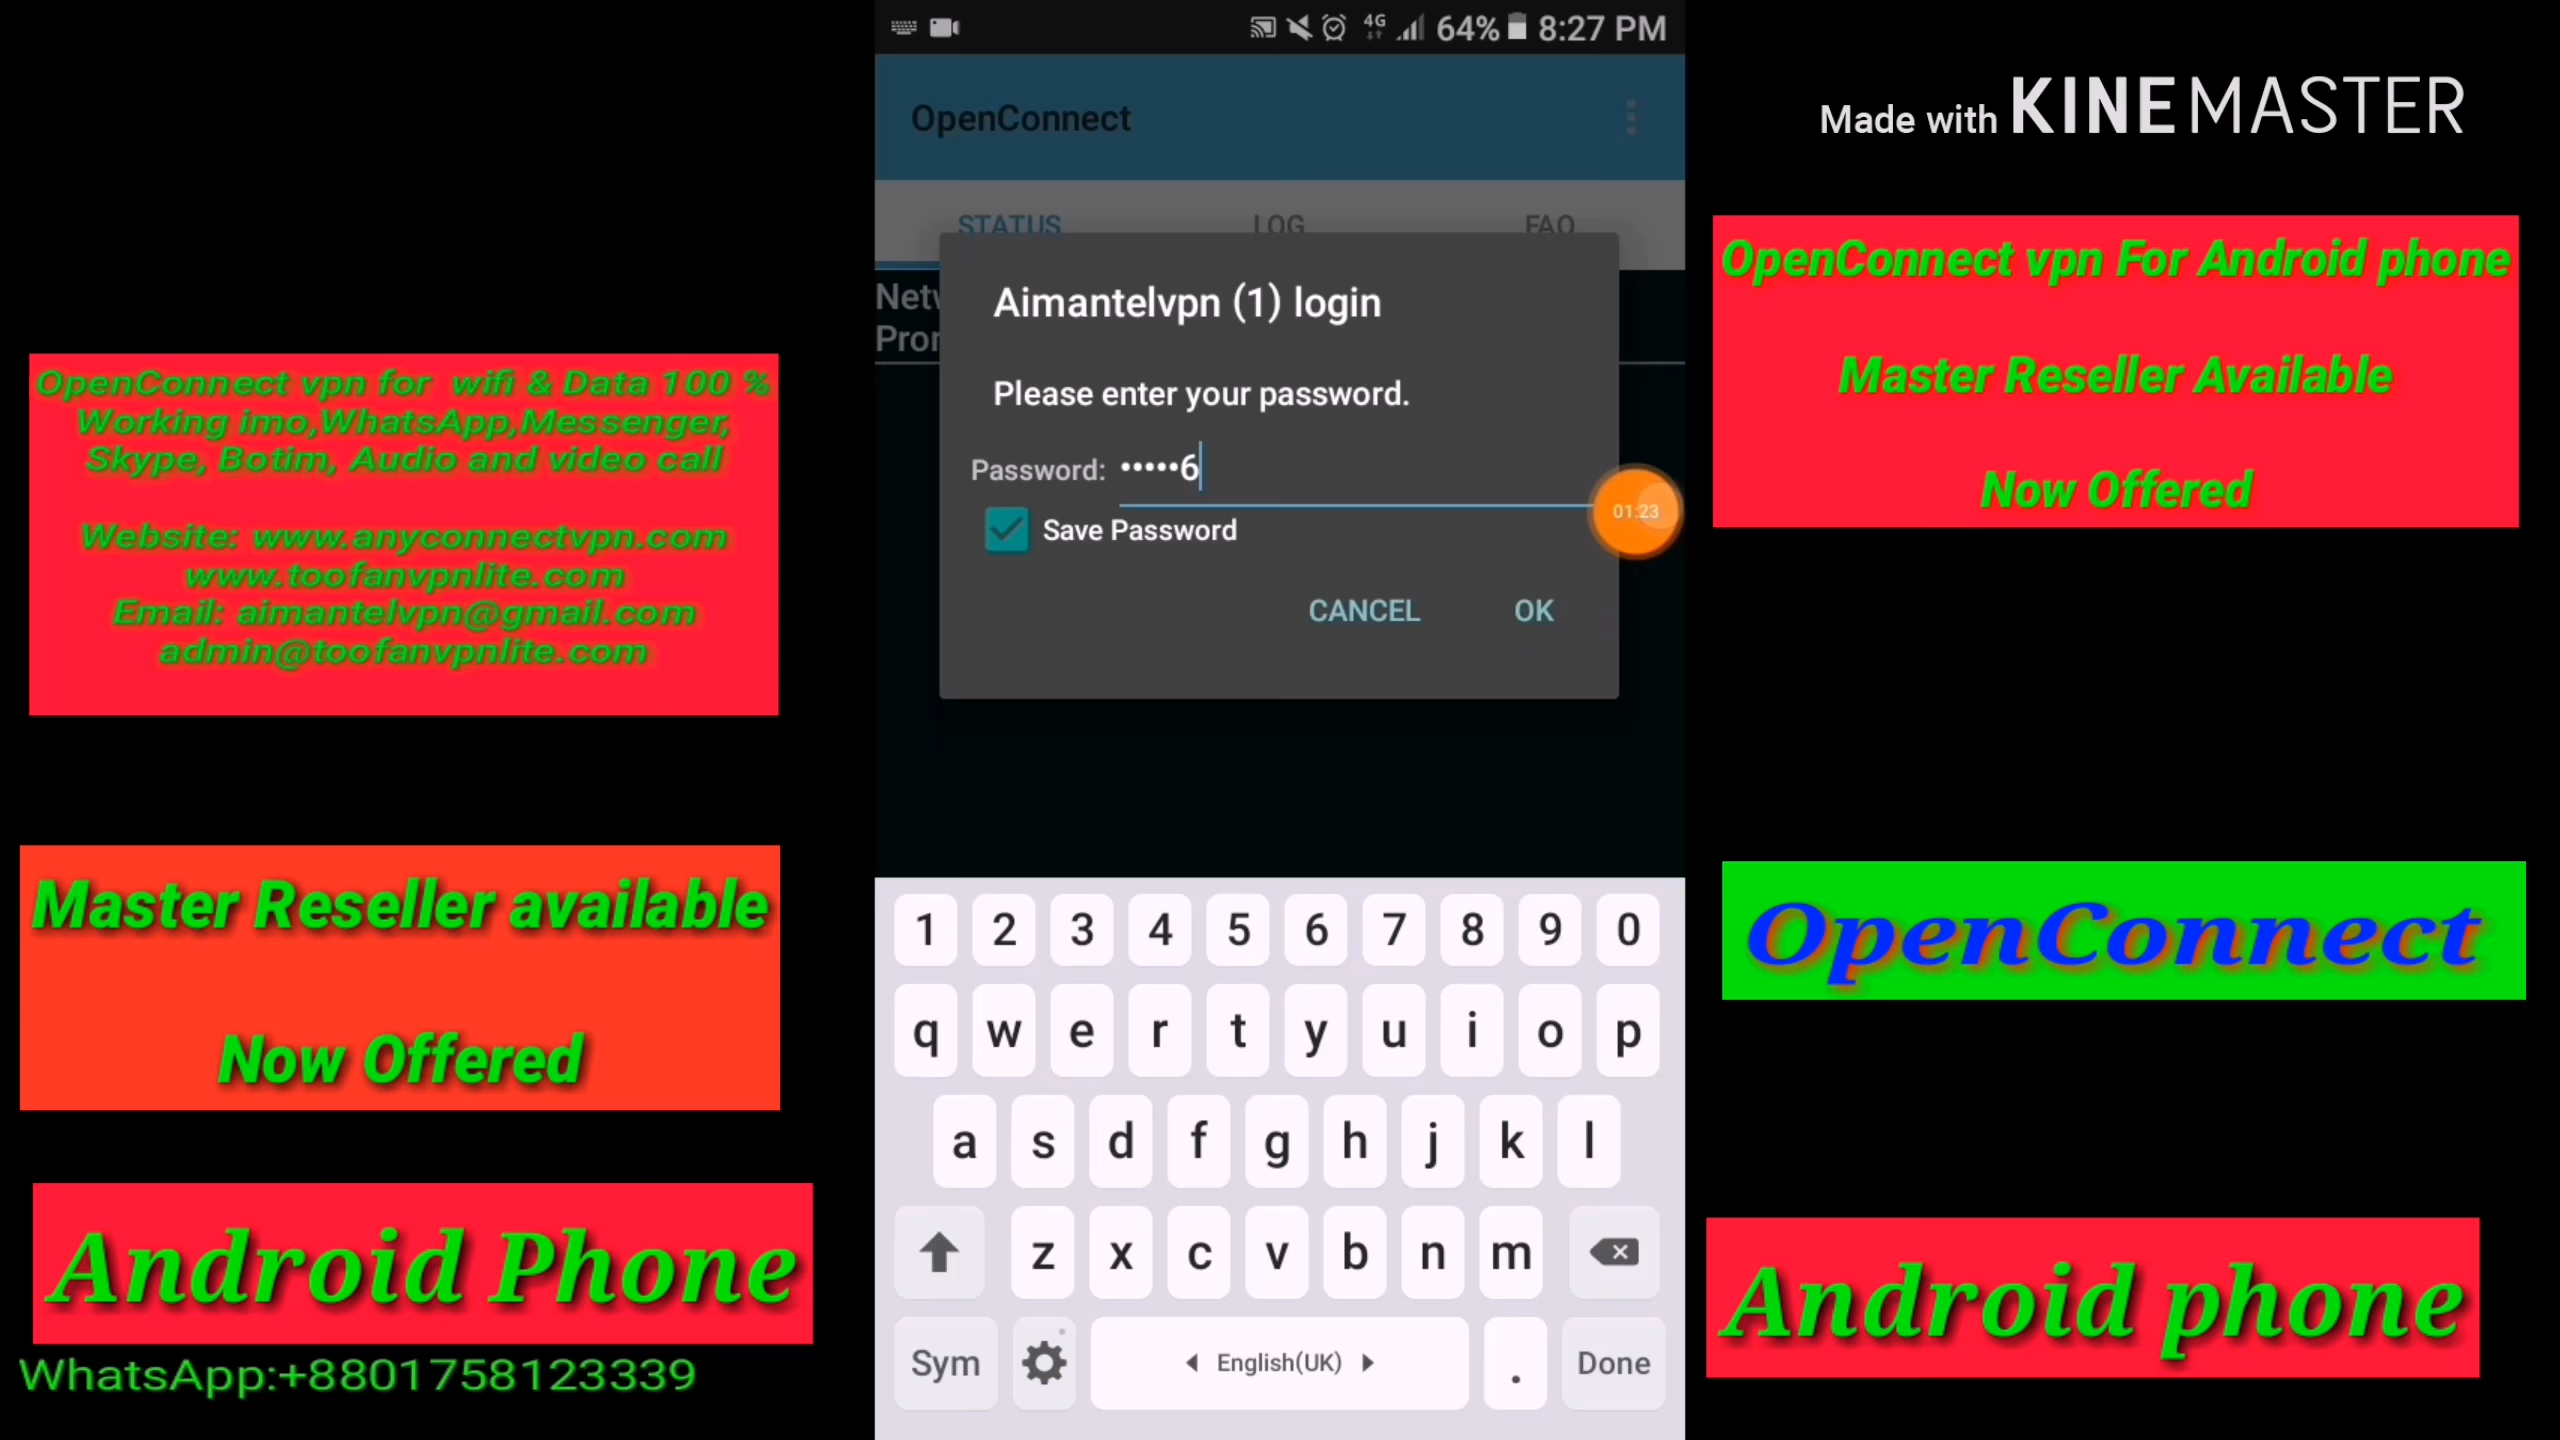 4G 64% 8:27 PM
OpenConnect
Made with KINEMASTER
STATUS LOG FAQ
Aimantelvpn (1) login
Please enter your password.
Password: •••••6
Save Password
01:23
CANCEL OK
OpenConnect vpn for wifi & Data 100 %
Working imo,WhatsApp,Messenger,
Skype, Botim, Audio and video call
Website: www.anyconnectvpn.com
www.toofanvpnlite.com
Email: aimantelvpn@gmail.com
admin@toofanvpnlite.com
Master Reseller available
Now Offered
Android Phone
WhatsApp:+8801758123339
OpenConnect vpn For Android phone
Master Reseller Available
Now Offered
OpenConnect
Android phone
1 2 3 4 5 6 7 8 9 0
q w e r t y u i o p
a s d f g h j k l
z x c v b n m
Sym English(UK) . Done